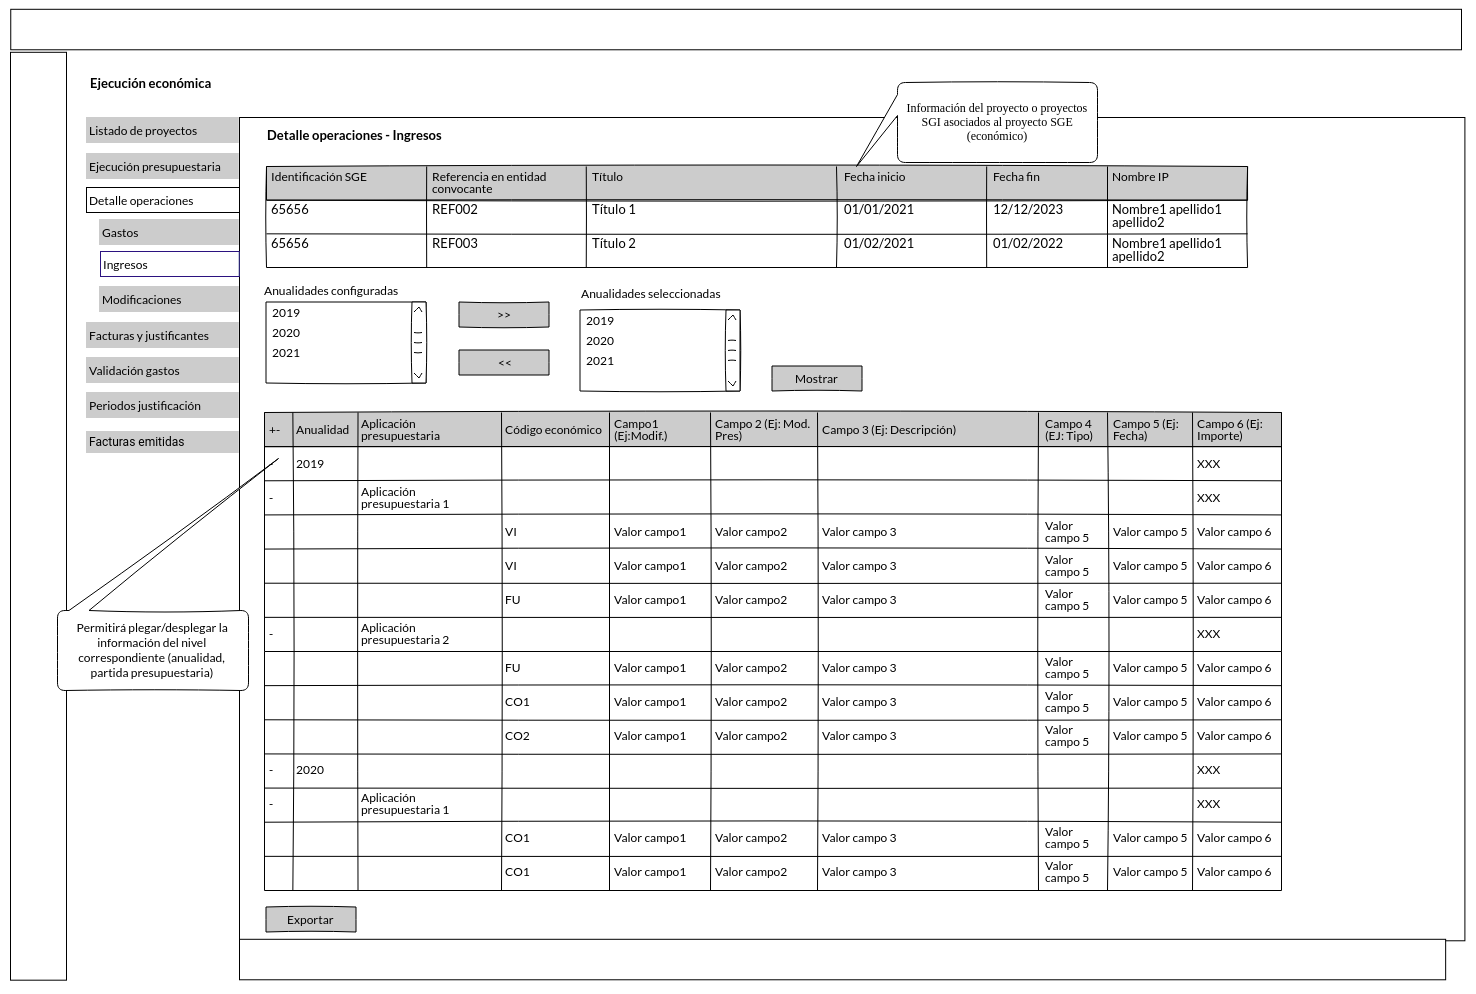 Ejecución económica
Información del proyecto o proyectos
SGI asociados al proyecto SGE
(económico)
Listado de proyectos
Ejecución presupuestaria
Detalle operaciones
Gastos
Ingresos
Modificaciones
Facturas y justificantes
Validación gastos
Periodos justificación
Facturas emitidas
Detalle operaciones - Ingresos
Identificación SGE Referencia en entidad convocante Título Fecha inicio Fecha fin Nombre IP
65656 REF002 Título 1 01/01/2021 12/12/2023 Nombre1 apellido1 apellido2
65656 REF003 Título 2 01/02/2021 01/02/2022 Nombre1 apellido1 apellido2
Anualidades configuradas
2019
2020
2021
>>
<<
Anualidades seleccionadas
2019
2020
2021
Mostrar
+- Anualidad Aplicación presupuestaria Código económico Campo1 (Ej:Modif.) Campo 2 (Ej: Mod. Pres) Campo 3 (Ej: Descripción) Campo 4 (EJ: Tipo) Campo 5 (Ej: Fecha) Campo 6 (Ej: Importe)
- 2019 XXX
- Aplicación presupuestaria 1 XXX
VI Valor campo1 Valor campo2 Valor campo 3 Valor campo 5 Valor campo 5 Valor campo 6
VI Valor campo1 Valor campo2 Valor campo 3 Valor campo 5 Valor campo 5 Valor campo 6
FU Valor campo1 Valor campo2 Valor campo 3 Valor campo 5 Valor campo 5 Valor campo 6
- Aplicación presupuestaria 2 XXX
FU Valor campo1 Valor campo2 Valor campo 3 Valor campo 5 Valor campo 5 Valor campo 6
CO1 Valor campo1 Valor campo2 Valor campo 3 Valor campo 5 Valor campo 5 Valor campo 6
CO2 Valor campo1 Valor campo2 Valor campo 3 Valor campo 5 Valor campo 5 Valor campo 6
- 2020 XXX
- Aplicación presupuestaria 1 XXX
CO1 Valor campo1 Valor campo2 Valor campo 3 Valor campo 5 Valor campo 5 Valor campo 6
CO1 Valor campo1 Valor campo2 Valor campo 3 Valor campo 5 Valor campo 5 Valor campo 6
Permitirá plegar/desplegar la
información del nivel
correspondiente (anualidad,
partida presupuestaria)
Exportar